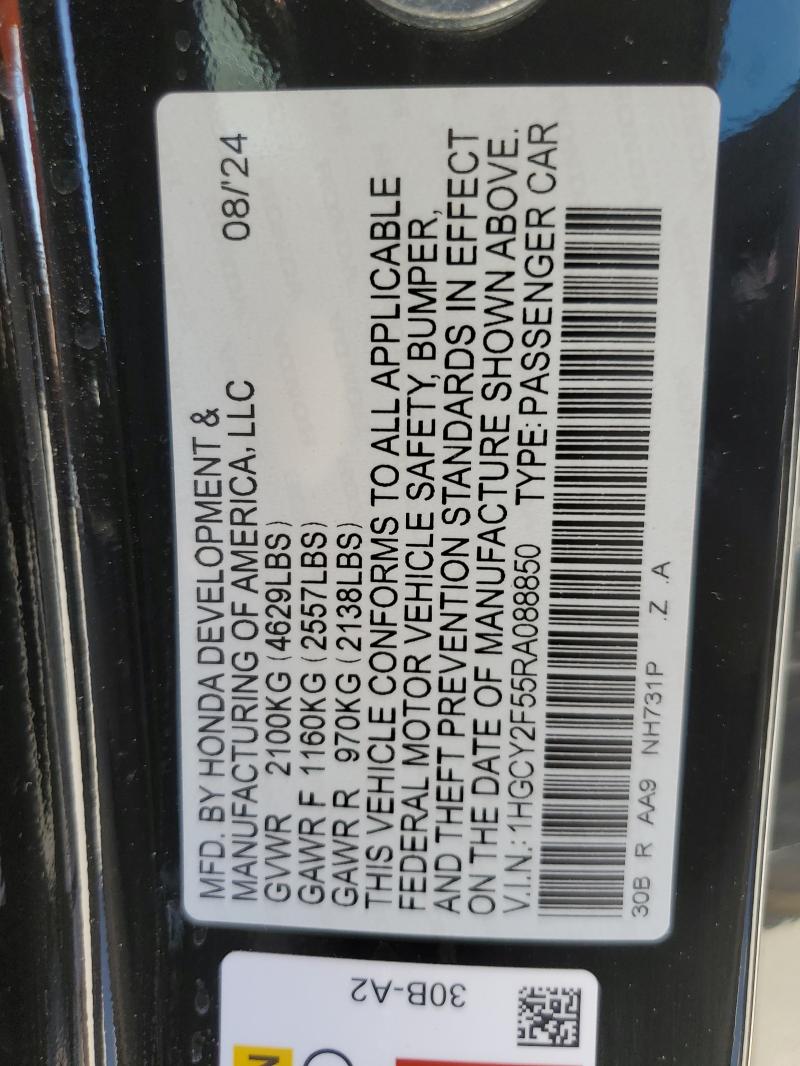 MFD. BY HONDA DEVELOPMENT &
MANUFACTURING OF AMERICA, LLC 08/'24
GVWR 2100KG (4629LBS)
GAWR F 1160KG (2557LBS)
GAWR R 970KG (2138LBS)
THIS VEHICLE CONFORMS TO ALL APPLICABLE
FEDERAL MOTOR VEHICLE SAFETY, BUMPER,
AND THEFT PREVENTION STANDARDS IN EFFECT
ON THE DATE OF MANUFACTURE SHOWN ABOVE.
V.I.N.: 1HGCY2F55RA088850 TYPE: PASSENGER CAR
30B R AA9 NH731P .Z .A
30B-A2
N